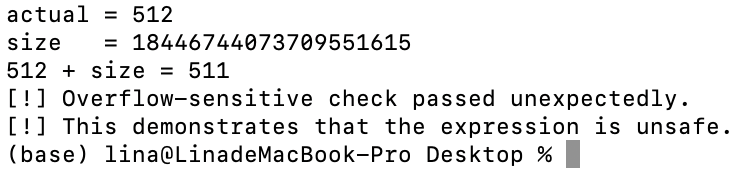 actual = 512
size   = 18446744073709551615
512 + size = 511
[!] Overflow-sensitive check passed unexpectedly.
[!] This demonstrates that the expression is unsafe.
(base) lina@LinadeMacBook-Pro Desktop %